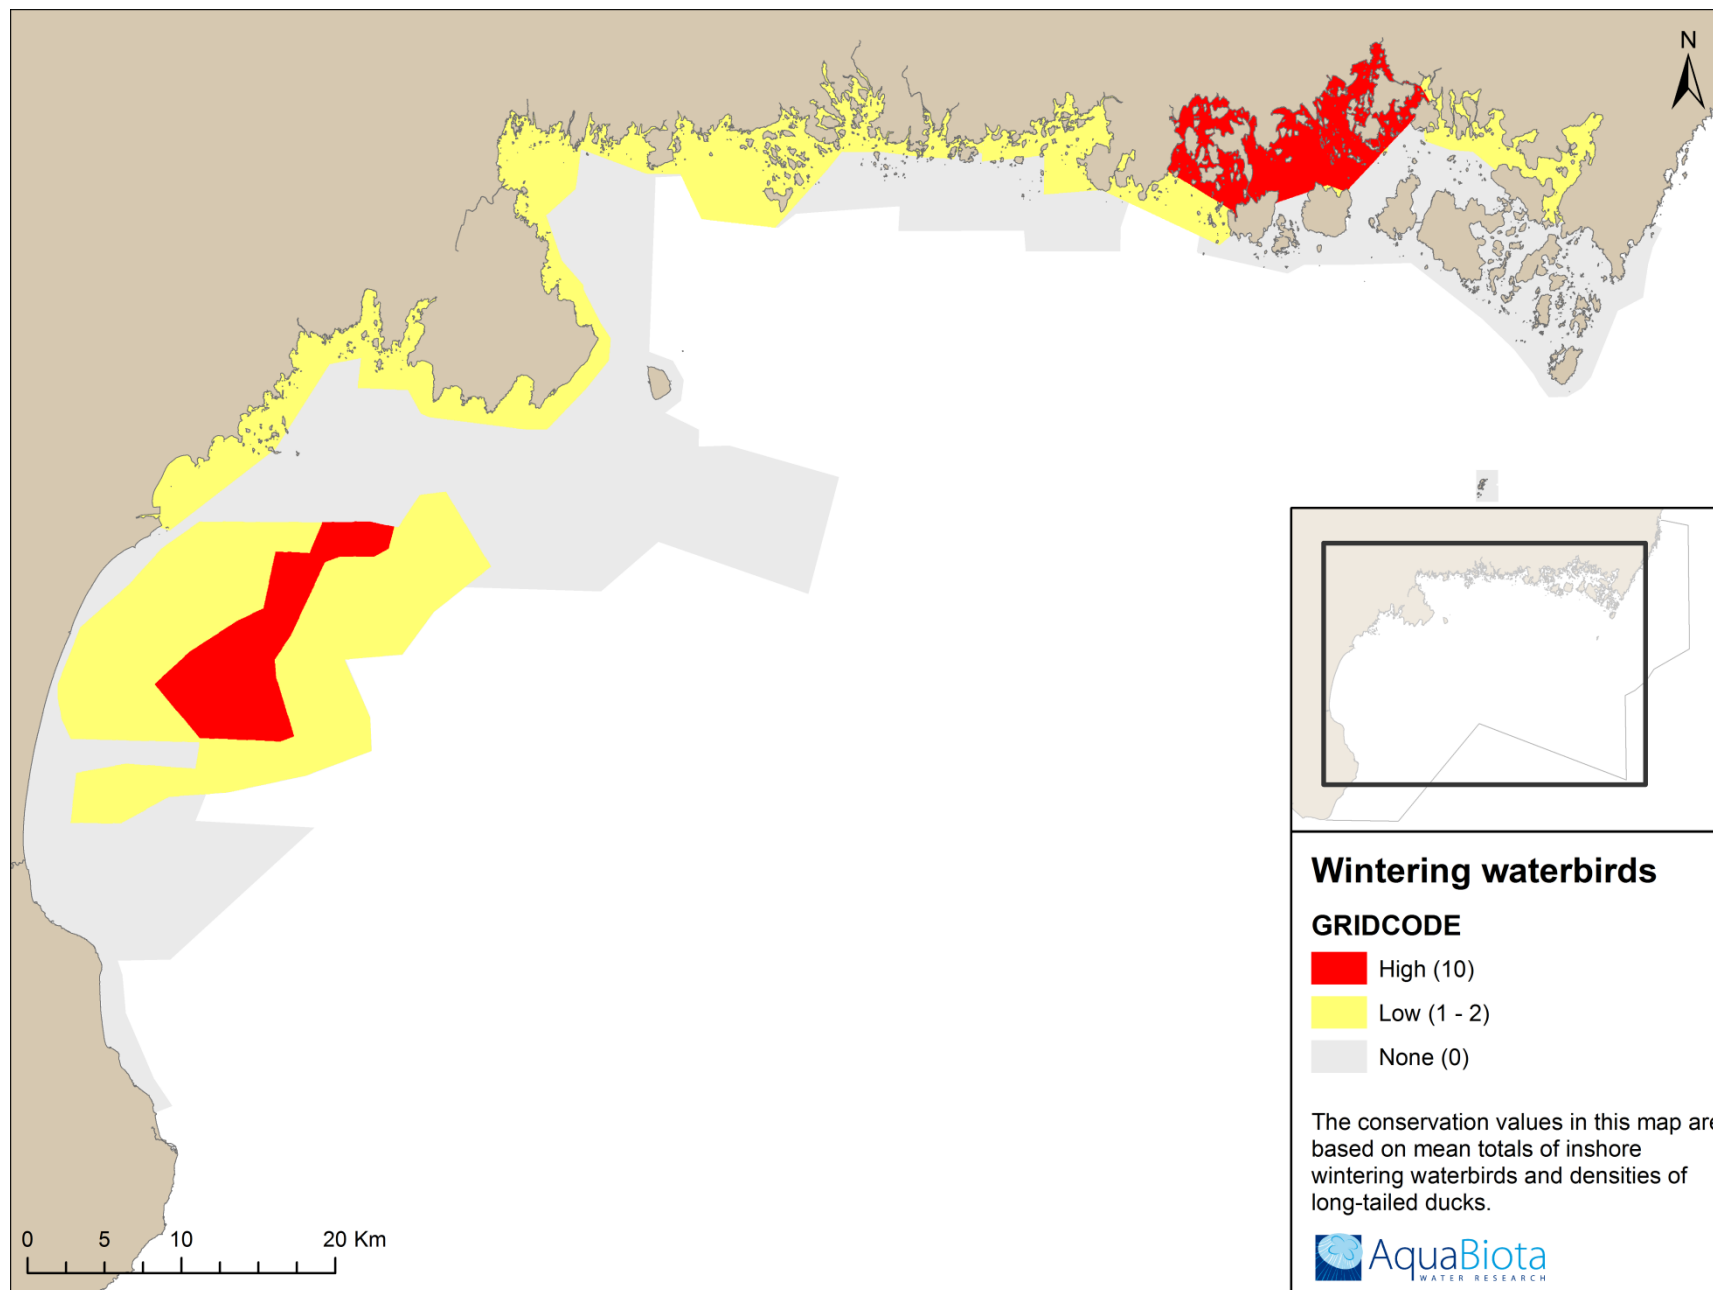 N
Wintering waterbirds
GRIDCODE
High (10)
Low (1 - 2)
None (0)
The conservation values in this map are
based on mean totals of inshore
wintering waterbirds and densities of
long-tailed ducks.
AquaBiota
WATER RESEARCH
0 5 10 20 Km